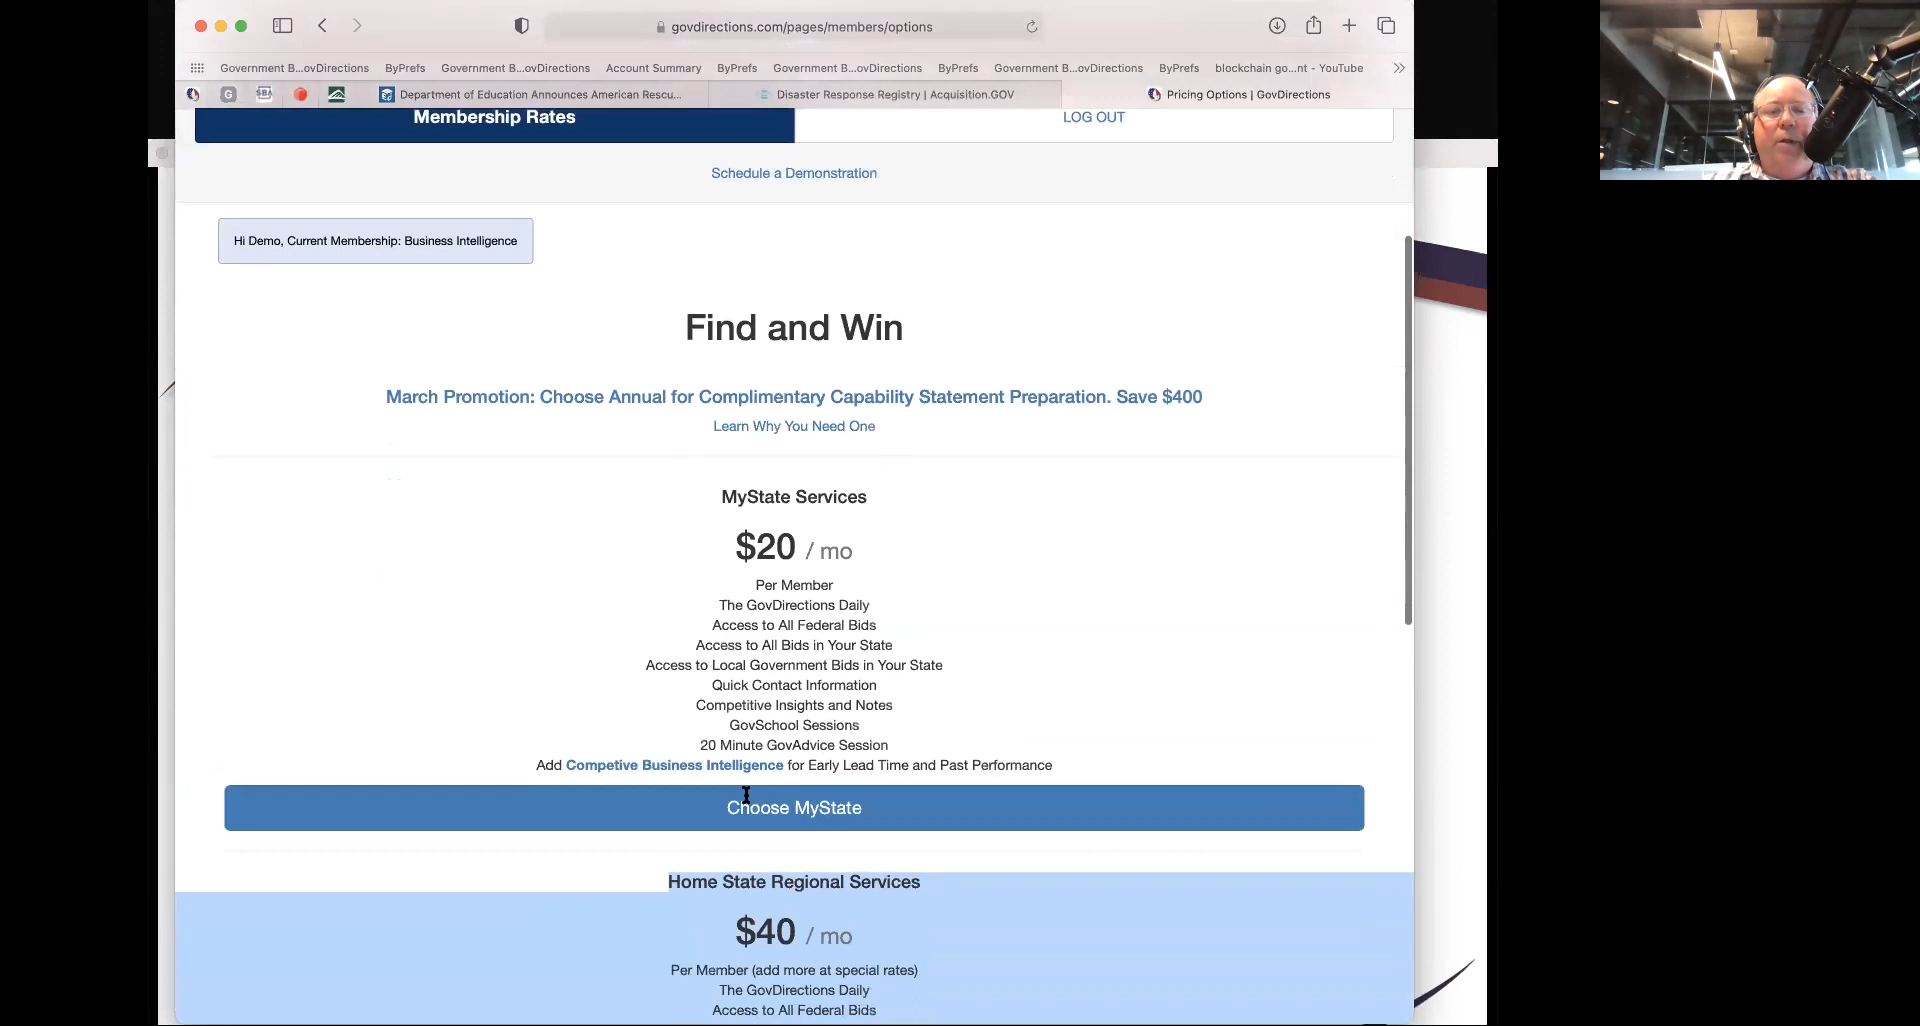 govdirections.com/pages/members/options
Government B...ovDirections
ByPrefs
Government B...ovDirections
Account Summary
ByPrefs
Government B...ovDirections
ByPrefs
Government B...ovDirections
ByPrefs
blockchain go...nt - YouTube
G
SBA
Department of Education Announces American Rescu...
Disaster Response Registry | Acquisition.GOV
Pricing Options | GovDirections
Membership Rates
LOG OUT
Schedule a Demonstration
Hi Demo, Current Membership: Business Intelligence
Find and Win
March Promotion: Choose Annual for Complimentary Capability Statement Preparation. Save $400
Learn Why You Need One
MyState Services
$20 / mo
Per Member
The GovDirections Daily
Access to All Federal Bids
Access to All Bids in Your State
Access to Local Government Bids in Your State
Quick Contact Information
Competitive Insights and Notes
GovSchool Sessions
20 Minute GovAdvice Session
Add Competive Business Intelligence for Early Lead Time and Past Performance
Choose MyState
Home State Regional Services
$40 / mo
Per Member (add more at special rates)
The GovDirections Daily
Access to All Federal Bids